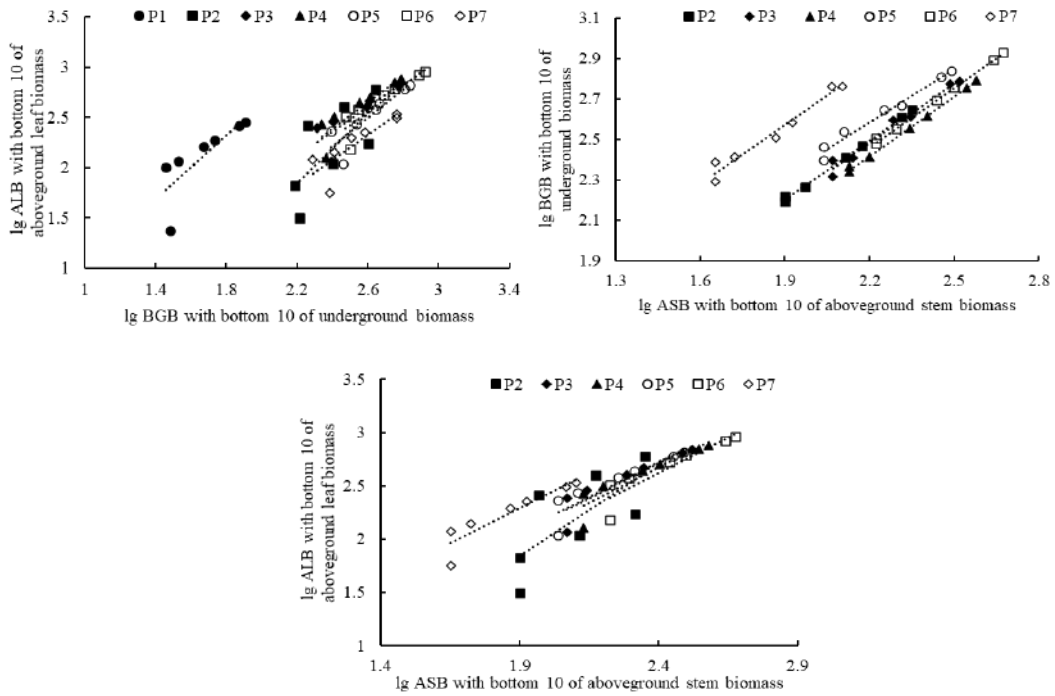 P1 P2 P3 P4 P5 P6 P7
lg ALB with bottom 10 of
aboveground leaf biomass
3.5
3
2.5
2
1.5
1
1 1.4 1.8 2.2 2.6 3 3.4
lg BGB with bottom 10 of underground biomass
P2 P3 P4 P5 P6 P7
lg BGB with bottom 10 of
underground biomass
3.1
2.9
2.7
2.5
2.3
2.1
1.9
1.3 1.6 1.9 2.2 2.5 2.8
lg ASB with bottom 10 of aboveground stem biomass
P2 P3 P4 P5 P6 P7
lg ALB with bottom 10 of
aboveground leaf biomass
3.5
3
2.5
2
1.5
1
1.4 1.9 2.4 2.9
lg ASB with bottom 10 of aboveground stem biomass